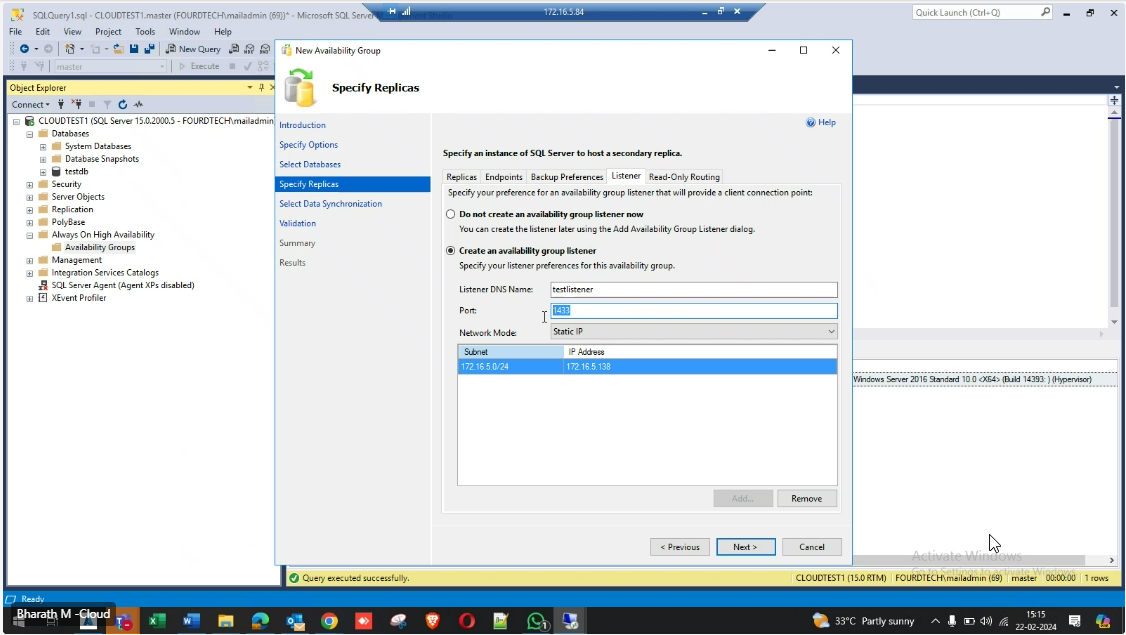 SQLQuery1.sql - CLOUDTEST1.master (FOURDTECH\mailadmin (69))* - Microsoft SQL Server
172.16.5.84
Quick Launch (Ctrl+Q)
File Edit View Project Tools Window Help
New Query
master
Execute
Object Explorer
Connect
CLOUDTEST1 (SQL Server 15.0.2000.5 - FOURDTECH\mailadmin
Databases
System Databases
Database Snapshots
testdb
Security
Server Objects
Replication
PolyBase
Always On High Availability
Availability Groups
Management
Integration Services Catalogs
SQL Server Agent (Agent XPs disabled)
XEvent Profiler
New Availability Group
Specify Replicas
Introduction
Specify Options
Select Databases
Specify Replicas
Select Data Synchronization
Validation
Summary
Results
Help
Specify an instance of SQL Server to host a secondary replica.
Replicas Endpoints Backup Preferences Listener Read-Only Routing
Specify your preference for an availability group listener that will provide a client connection point:
Do not create an availability group listener now
You can create the listener later using the Add Availability Group Listener dialog.
Create an availability group listener
Specify your listener preferences for this availability group.
Listener DNS Name: testlistener
Port: 1433
Network Mode: Static IP
Subnet IP Address
172.16.5.0/24 172.16.5.138
Add... Remove
< Previous Next > Cancel
Windows Server 2016 Standard 10.0 <X64> (Build 14393: ) (Hypervisor)
Activate Windows
Go to Settings to activate Windows.
Query executed successfully.
CLOUDTEST1 (15.0 RTM) FOURDTECH\mailadmin (69) master 00:00:00 1 rows
Ready
Bharath M -Cloud
33°C Partly sunny
15:15
22-02-2024